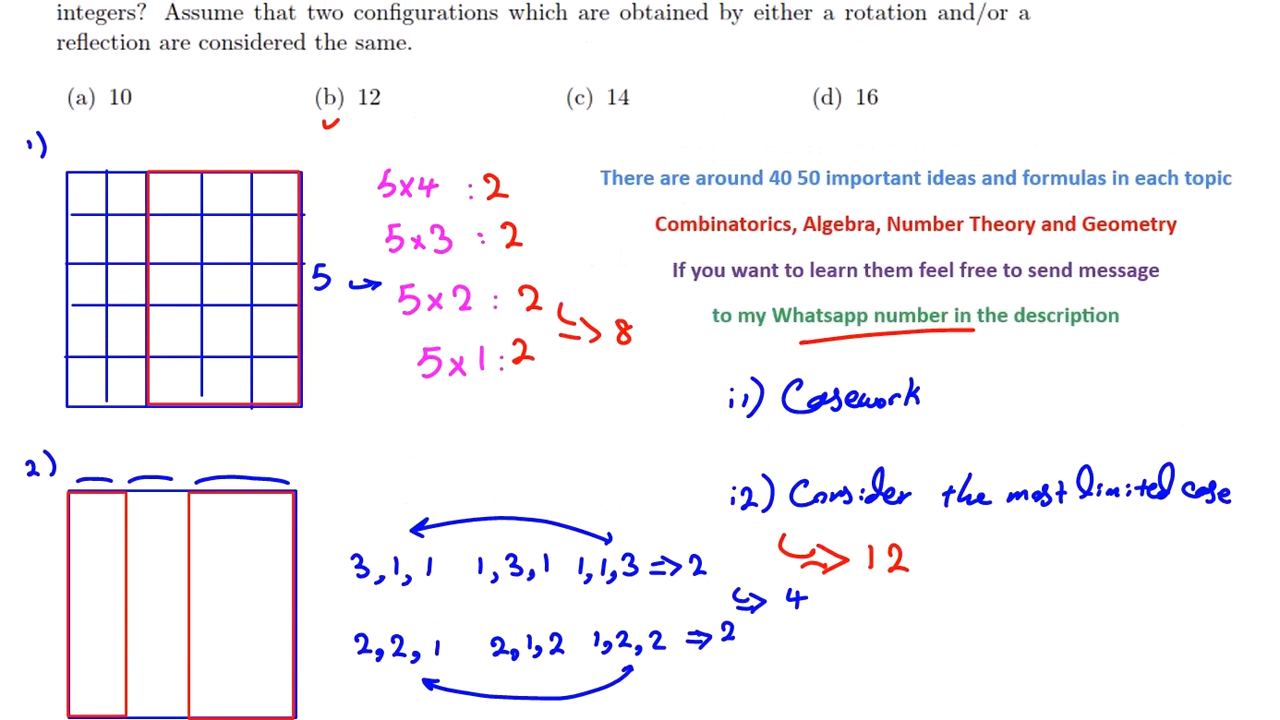 integers? Assume that two configurations which are obtained by either a rotation and/or a
reflection are considered the same.
(a) 10 (b) 12 (c) 14 (d) 16
1)
5x4 : 2
5x3 : 2
5 → 5x2 : 2
↳ 8
5x1 : 2
There are around 40 50 important ideas and formulas in each topic
Combinatorics, Algebra, Number Theory and Geometry
If you want to learn them feel free to send message
to my Whatsapp number in the description
i1) Casework
i2) Consider the most limited case
↳ 12
2)
3,1,1 1,3,1 1,1,3 ⇒ 2
↳ 4
2,2,1 2,1,2 1,2,2 ⇒ 2